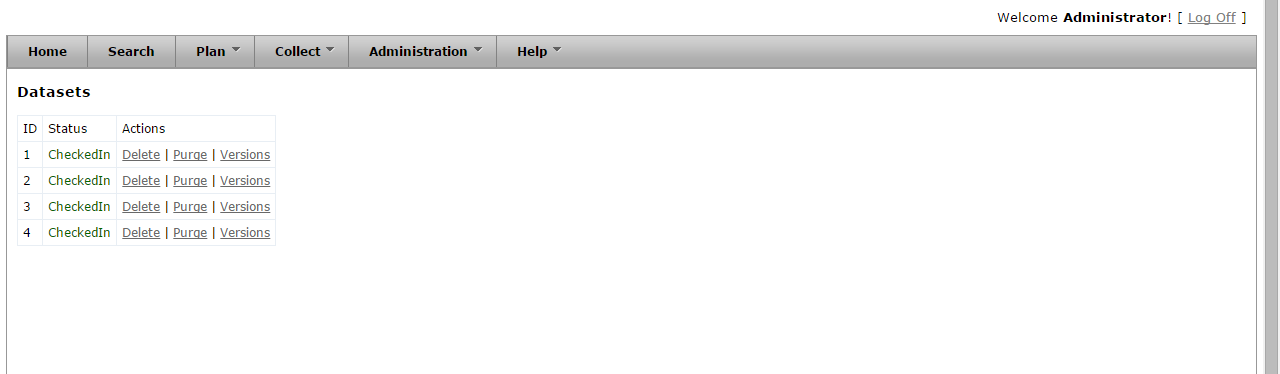 Welcome Administrator! [ Log Off ]
Home Search Plan Collect Administration Help
Datasets
ID Status Actions
1 CheckedIn Delete | Purge | Versions
2 CheckedIn Delete | Purge | Versions
3 CheckedIn Delete | Purge | Versions
4 CheckedIn Delete | Purge | Versions